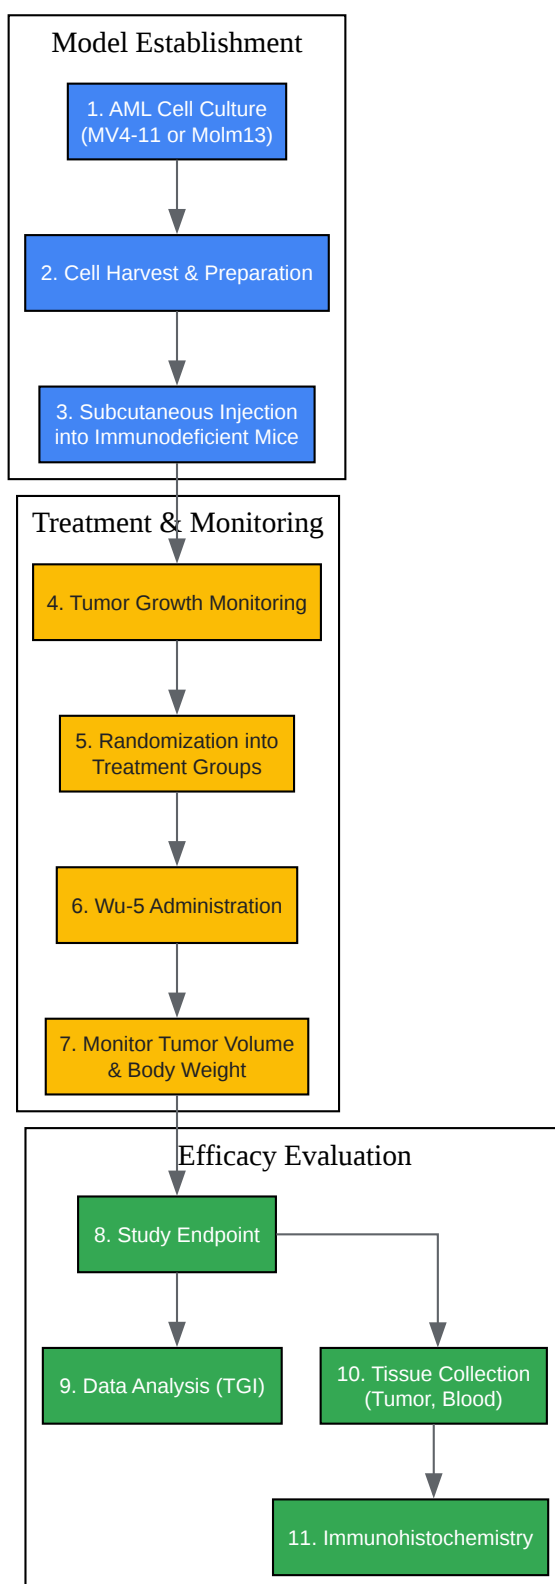 Model Establishment
1. AML Cell Culture
(MV4-11 or Molm13)
2. Cell Harvest & Preparation
3. Subcutaneous Injection
into Immunodeficient Mice
Treatment & Monitoring
4. Tumor Growth Monitoring
5. Randomization into
Treatment Groups
6. Wu-5 Administration
7. Monitor Tumor Volume
& Body Weight
Efficacy Evaluation
8. Study Endpoint
9. Data Analysis (TGI)
10. Tissue Collection
(Tumor, Blood)
11. Immunohistochemistry